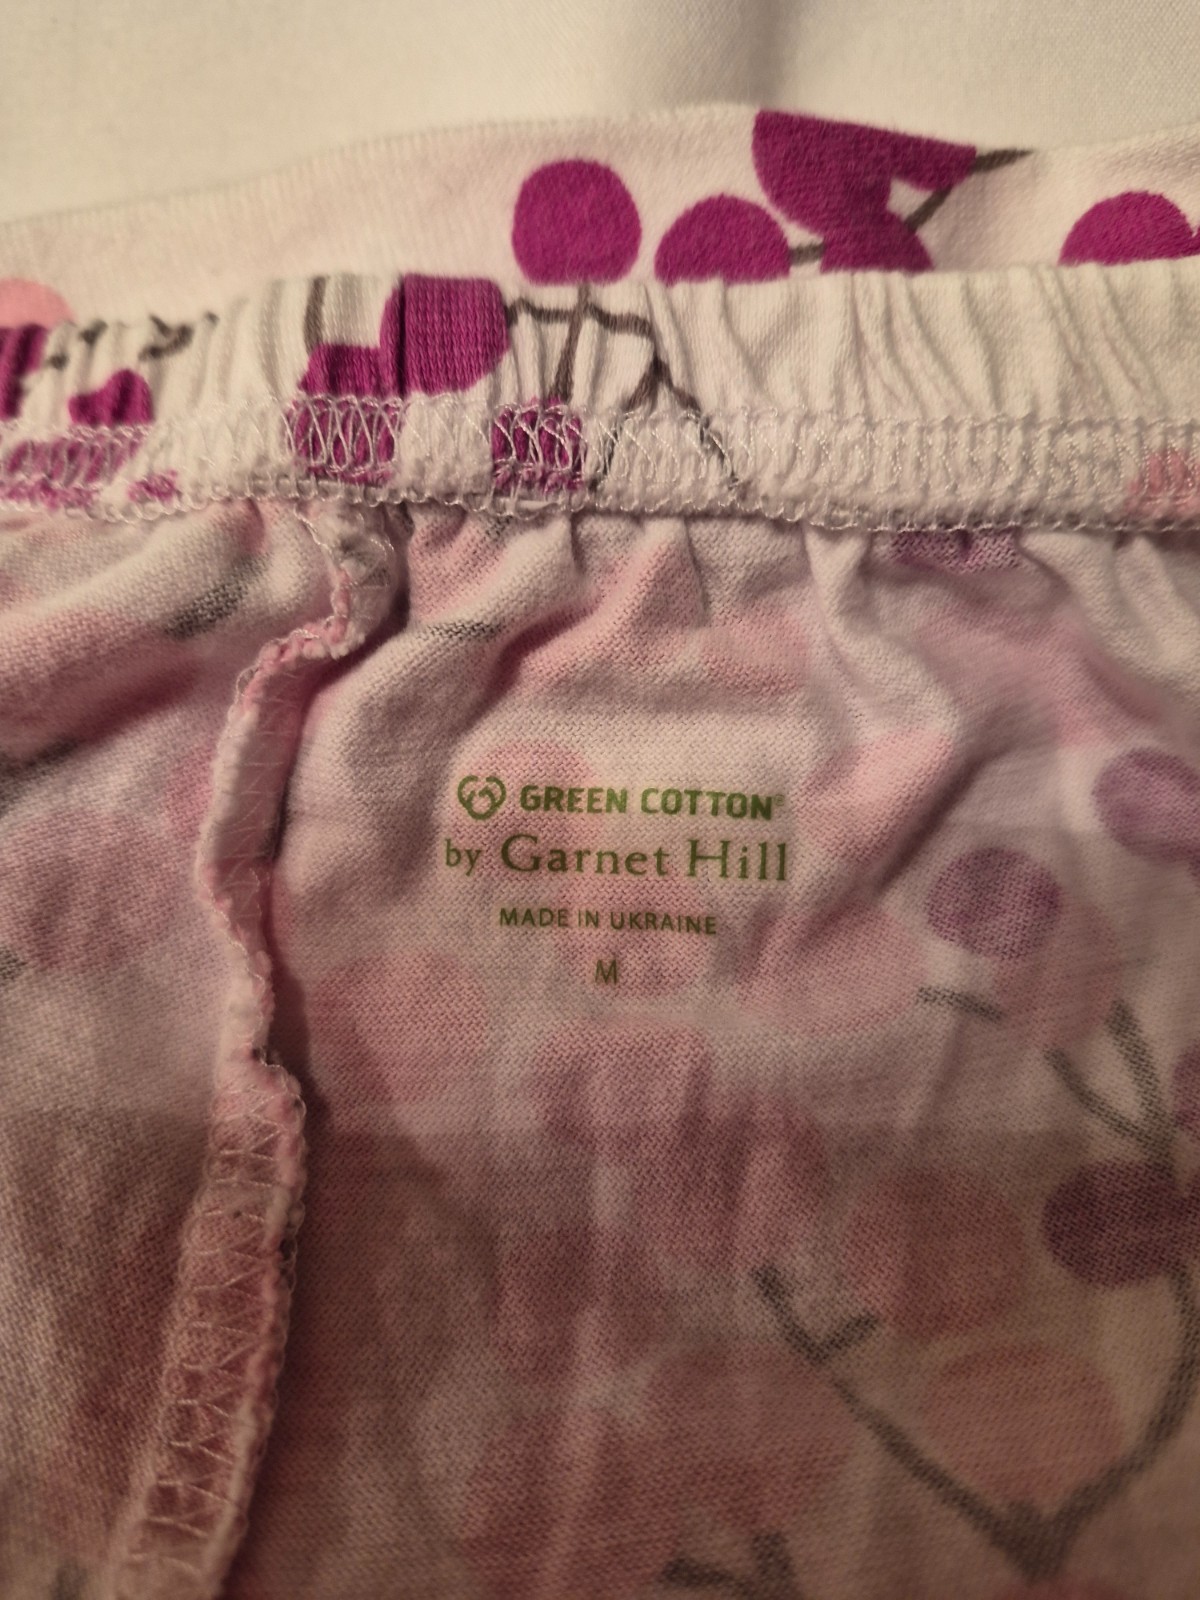 GREEN COTTON®
by Garnet Hill
MADE IN UKRAINE
M